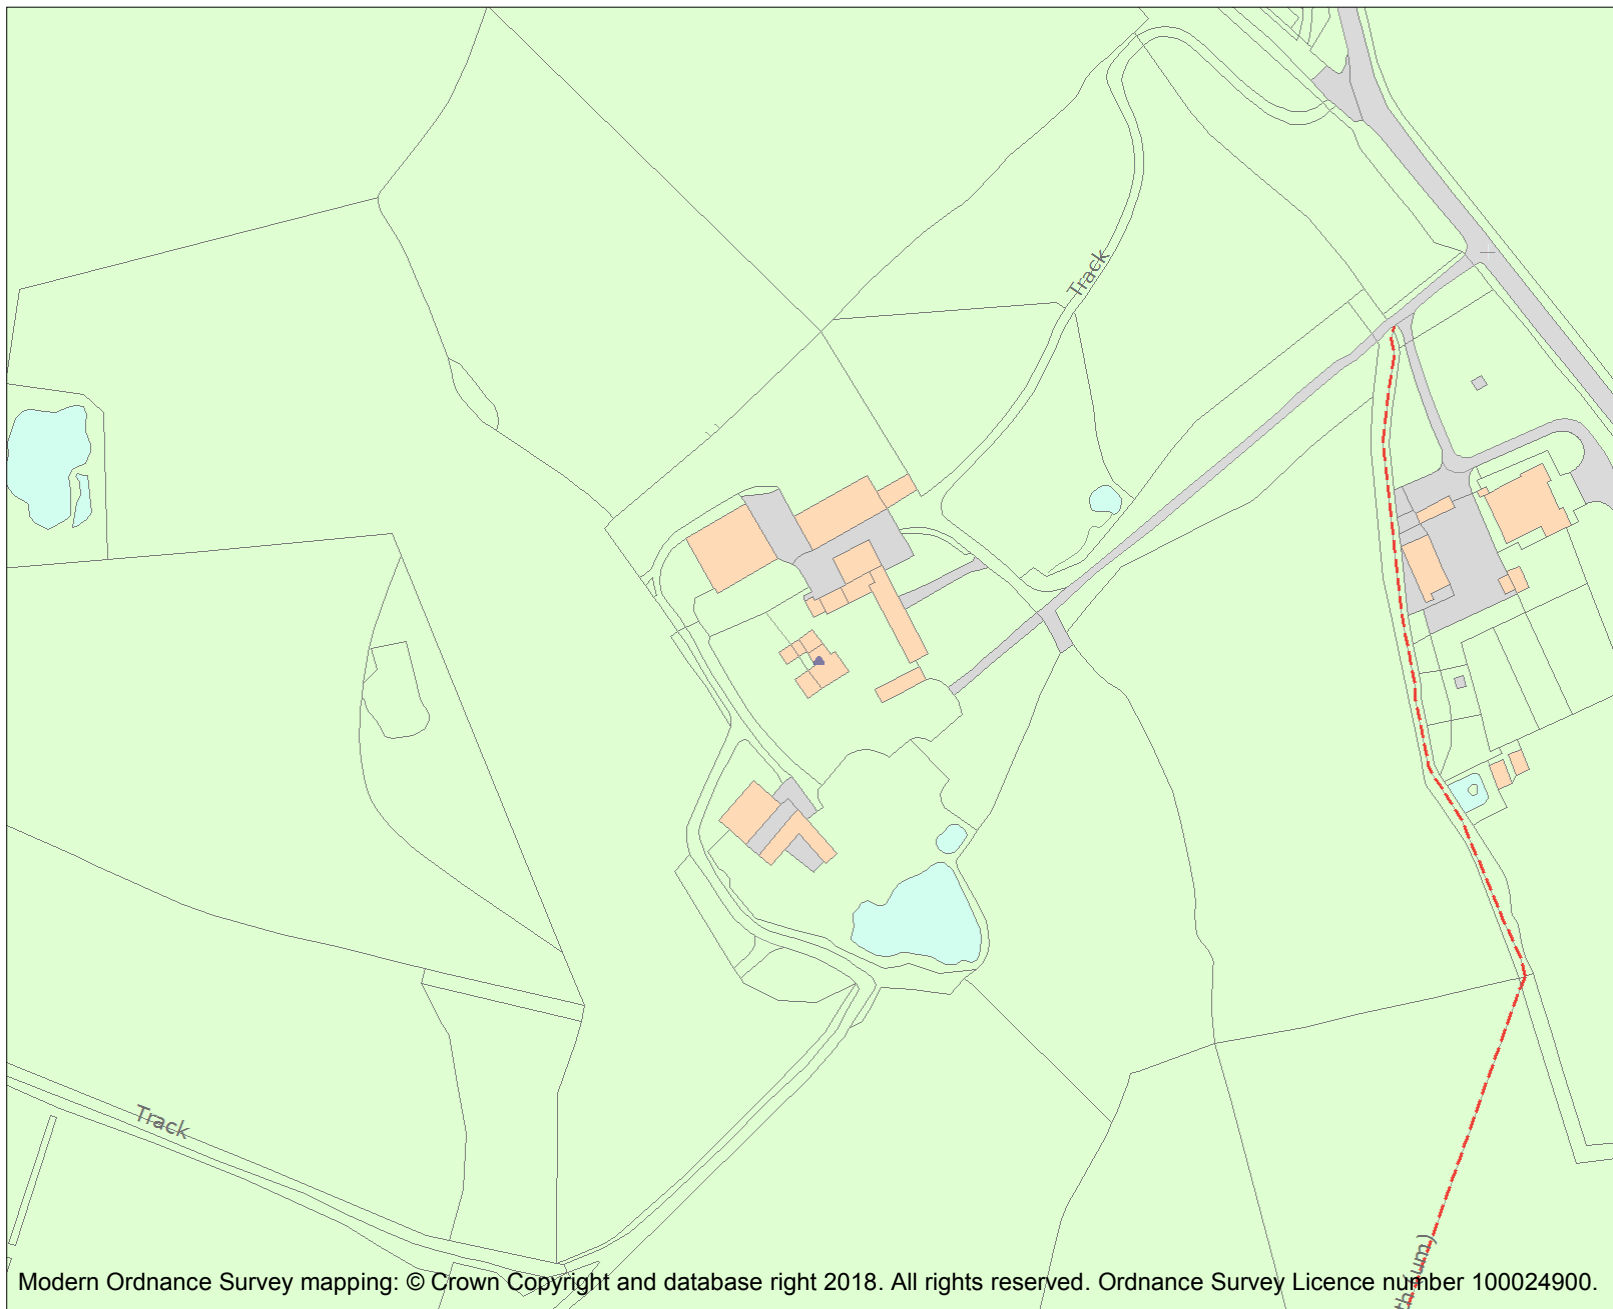 Track
Track
Modern Ordnance Survey mapping: © Crown Copyright and database right 2018. All rights reserved. Ordnance Survey Licence number 100024900.